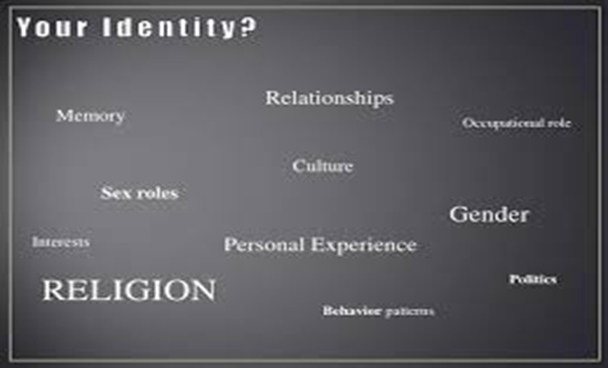 Your Identity?
Relationships
Memory
Occupational role
Culture
Sex roles
Gender
Interests
Personal Experience
RELIGION
Politics
Behavior patterns